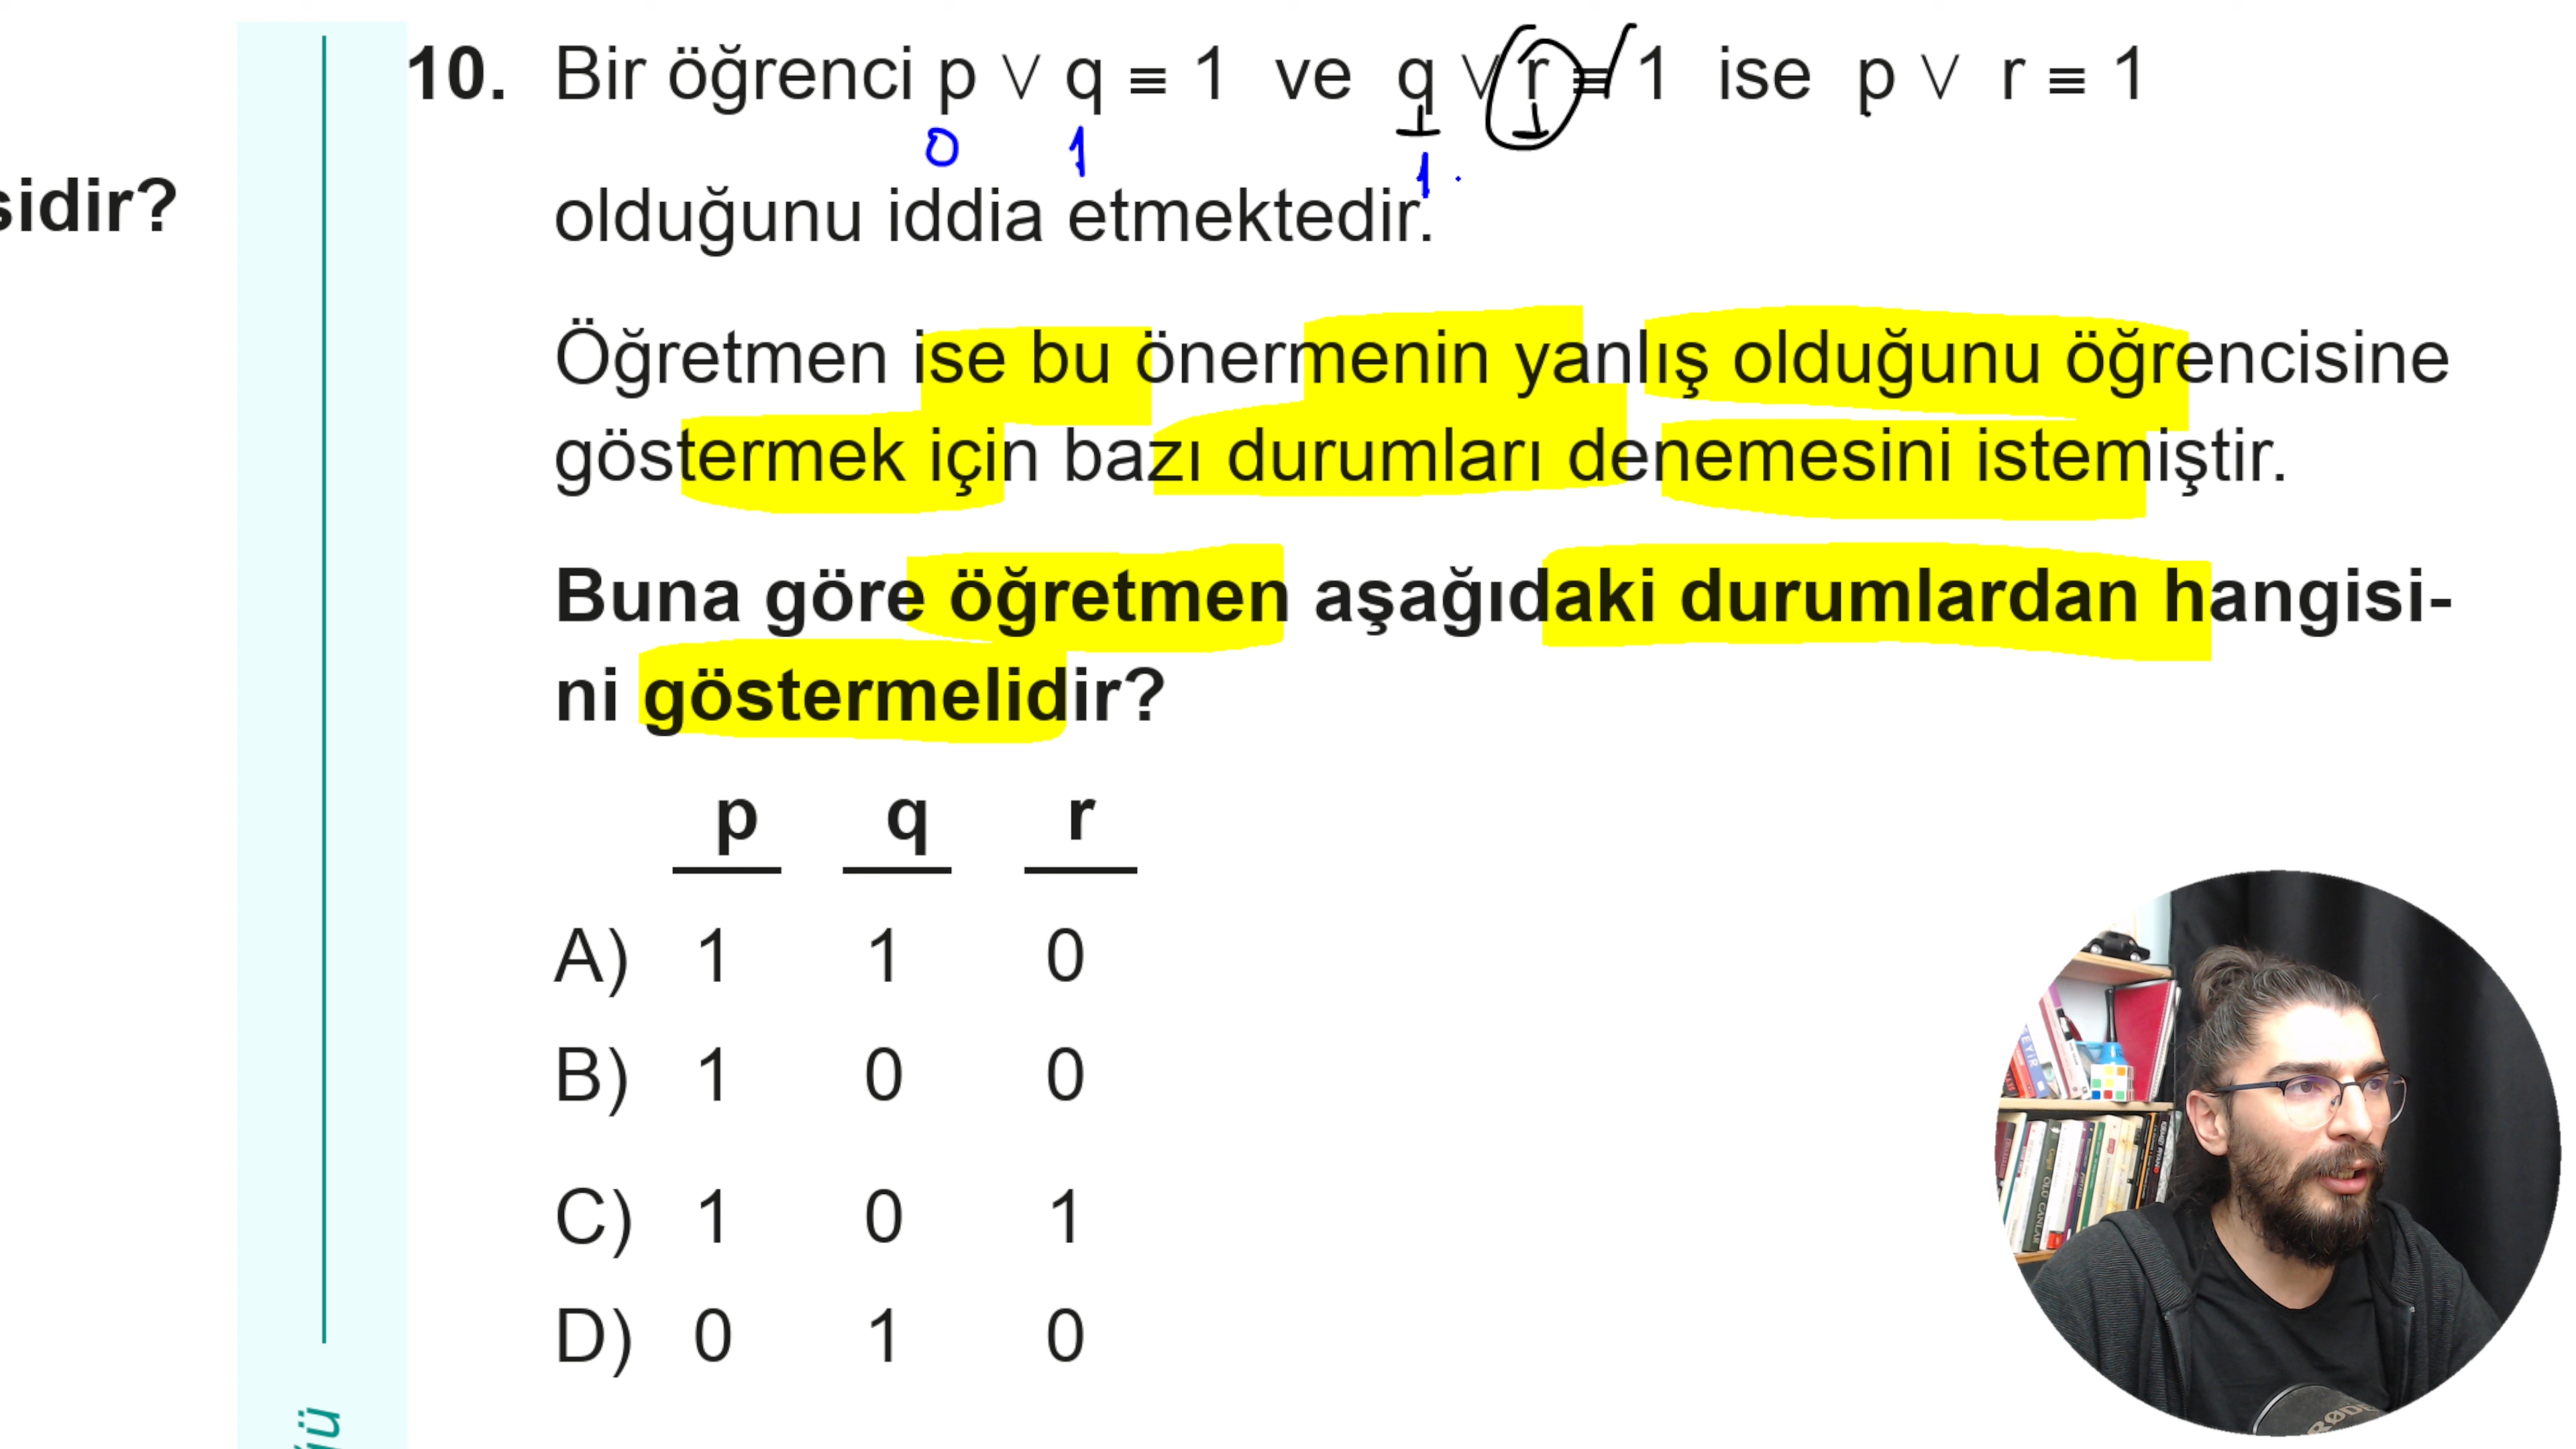 10. Bir öğrenci p ∨ q ≡ 1 ve q ∨ r ≡ 1 ise p ∨ r ≡ 1
0 1 1
1 .
olduğunu iddia etmektedir.
sidir?
Öğretmen ise bu önermenin yanlış olduğunu öğrencisine
göstermek için bazı durumları denemesini istemiştir.
Buna göre öğretmen aşağıdaki durumlardan hangisi-
ni göstermelidir?
p q r
A) 1 1 0
B) 1 0 0
C) 1 0 1
D) 0 1 0
RØDE